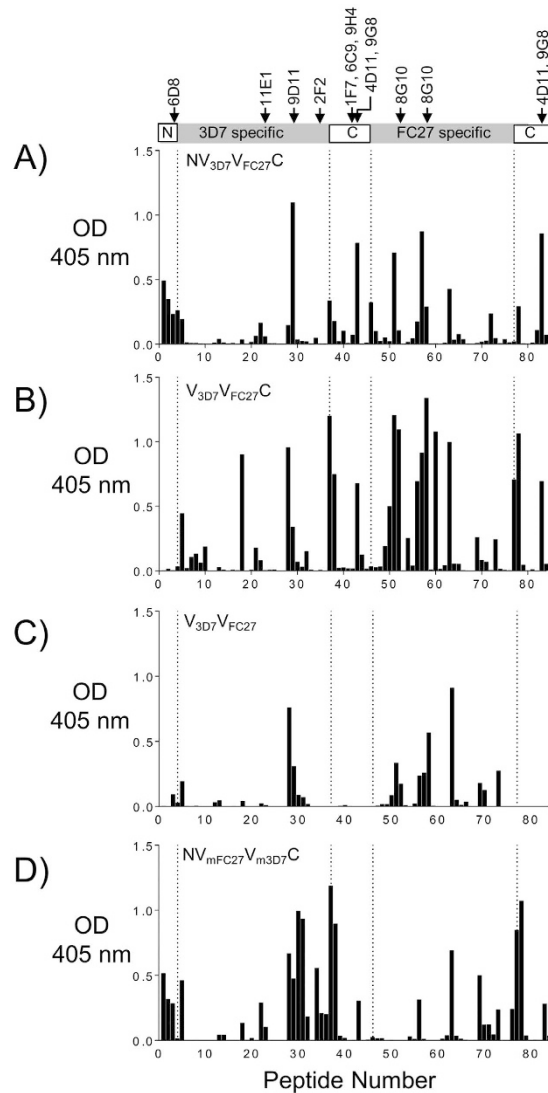 6D8
11E1
9D11
2F2
1F7, 6C9, 9H4
4D11, 9G8
8G10
8G10
4D11, 9G8
N 3D7 specific C FC27 specific C
A)
NV3D7VFC27C
OD
405 nm
1.5
1.0
0.5
0.0
0 10 20 30 40 50 60 70 80
B)
V3D7VFC27C
OD
405 nm
1.5
1.0
0.5
0.0
0 10 20 30 40 50 60 70 80
C)
V3D7VFC27
OD
405 nm
1.5
1.0
0.5
0.0
0 10 20 30 40 50 60 70 80
D)
NVmFC27Vm3D7C
OD
405 nm
1.5
1.0
0.5
0.0
0 10 20 30 40 50 60 70 80
Peptide Number